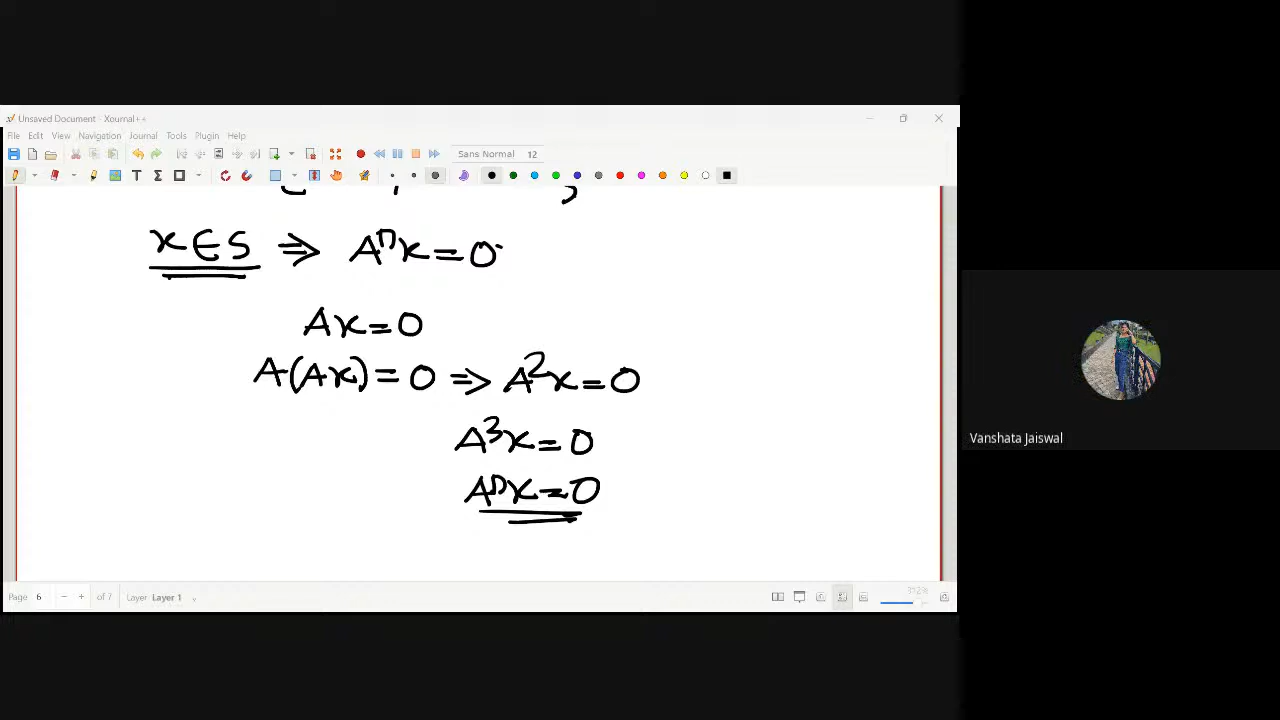 Unsaved Document - Xournal++
File Edit View Navigation Journal Tools Plugin Help
Sans Normal 12
x∈S ⇒ Aⁿx=0
Ax=0
A(Ax)=0 ⇒ A²x=0
A³x=0
Aⁿx=0
Vanshata Jaiswal
Page 6 − + of 7 Layer Layer 1